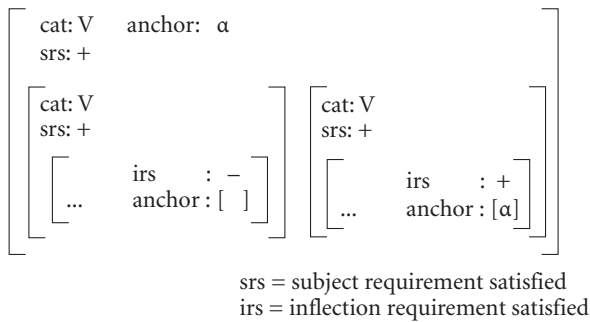 cat: V anchor: α
srs: +
cat: V cat: V
srs: + srs: +
irs : – irs : +
... anchor : [ ] ... anchor : [α]
srs = subject requirement satisfied
irs = inflection requirement satisfied